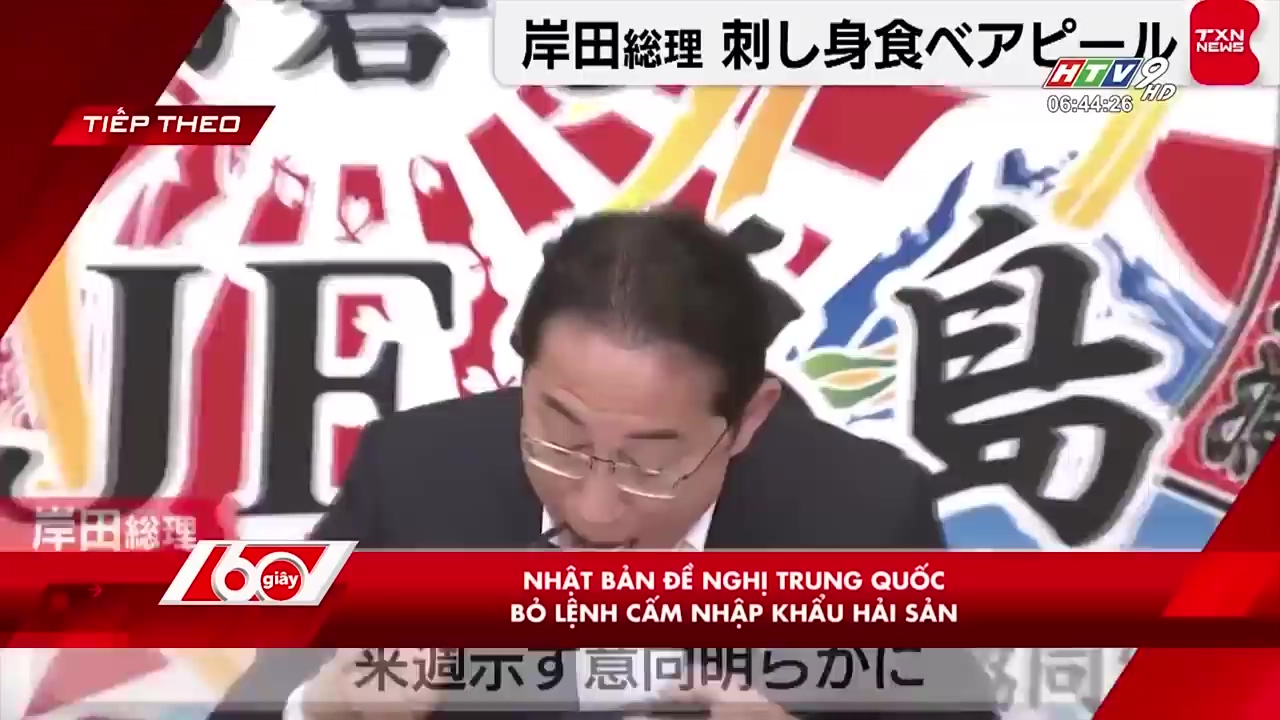 岸田総理 刺し身食べアピール
TXN
NEWS
HTV9
HD
06:44:26
TIẾP THEO
JF
島
岸田総理
60
giây
NHẬT BẢN ĐỀ NGHỊ TRUNG QUỐC
BỎ LỆNH CẤM NHẬP KHẨU HẢI SẢN
来週示す意向明らかに